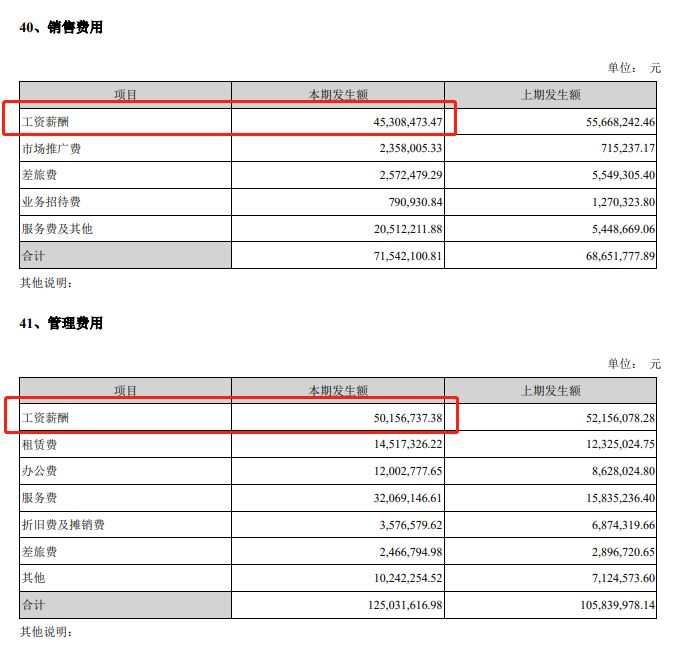 40、销售费用
单位： 元
项目 本期发生额 上期发生额
工资薪酬 45,308,473.47 55,668,242.46
市场推广费 2,358,005.33 715,237.17
差旅费 2,572,479.29 5,549,305.40
业务招待费 790,930.84 1,270,323.80
服务费及其他 20,512,211.88 5,448,669.06
合计 71,542,100.81 68,651,777.89
其他说明：
41、管理费用
单位： 元
项目 本期发生额 上期发生额
工资薪酬 50,156,737.38 52,156,078.28
租赁费 14,517,326.22 12,325,024.75
办公费 12,002,777.65 8,628,024.80
服务费 32,069,146.61 15,835,236.40
折旧费及摊销费 3,576,579.62 6,874,319.66
差旅费 2,466,794.98 2,896,720.65
其他 10,242,254.52 7,124,573.60
合计 125,031,616.98 105,839,978.14
其他说明：